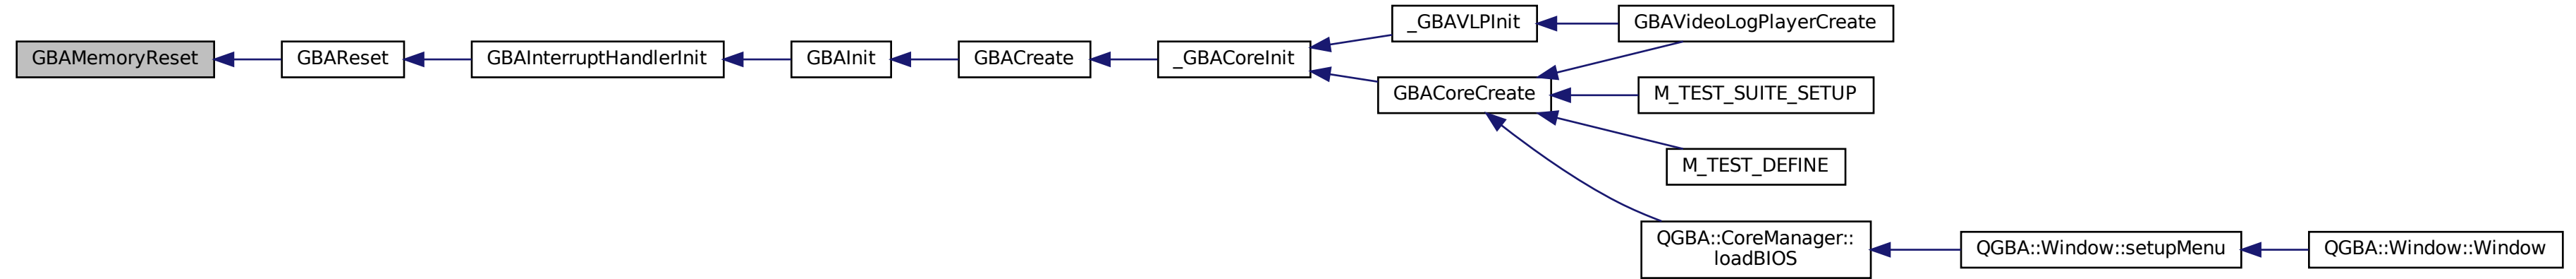 GBAMemoryReset
GBAReset
GBAInterruptHandlerInit
GBAInit
GBACreate
_GBACoreInit
_GBAVLPInit
GBAVideoLogPlayerCreate
GBACoreCreate
M_TEST_SUITE_SETUP
M_TEST_DEFINE
QGBA::CoreManager::
loadBIOS
QGBA::Window::setupMenu
QGBA::Window::Window